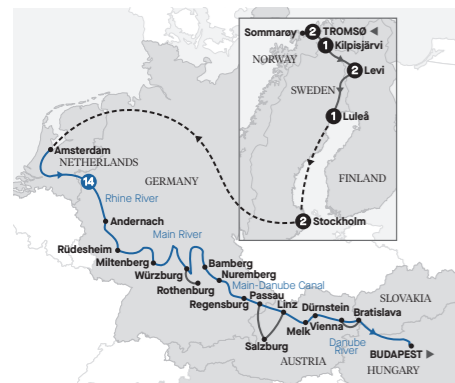 2 TROMSØ ◀
Sommarøy
1 Kilpisjärvi
NORWAY
2 Levi
SWEDEN
1 Luleå
FINLAND
2 Stockholm
Amsterdam
NETHERLANDS
14
GERMANY
Rhine River
Andernach
Main River
Rüdesheim
Miltenberg
Bamberg
Würzburg
Nuremberg
Rothenburg
Main-Danube Canal
Regensburg
Passau
Linz
Dürnstein
Bratislava
SLOVAKIA
Melk
Vienna
Salzburg
Danube
River
BUDAPEST ▶
AUSTRIA
HUNGARY